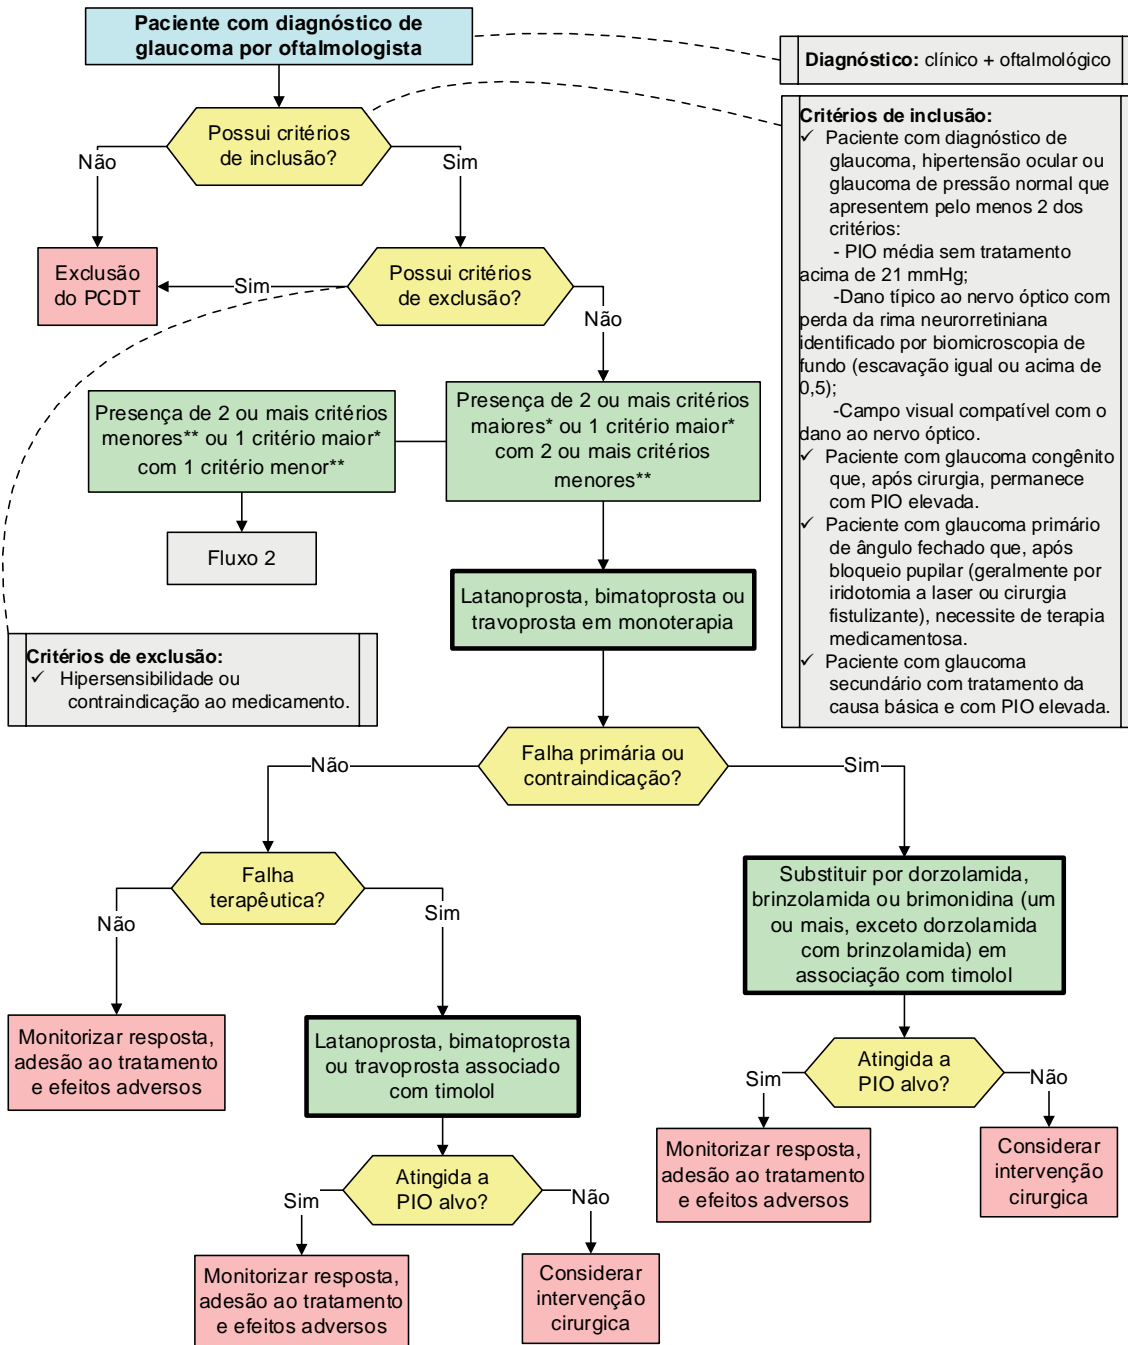 Paciente com diagnóstico de
glaucoma por oftalmologista
Diagnóstico: clínico + oftalmológico
Possui critérios
de inclusão?
Não
Sim
Critérios de inclusão:
✓ Paciente com diagnóstico de
glaucoma, hipertensão ocular ou
glaucoma de pressão normal que
apresentem pelo menos 2 dos
critérios:
- PIO média sem tratamento
acima de 21 mmHg;
-Dano típico ao nervo óptico com
perda da rima neurorretiniana
identificado por biomicroscopia de
fundo (escavação igual ou acima de
0,5);
-Campo visual compatível com o
dano ao nervo óptico.
✓ Paciente com glaucoma congênito
que, após cirurgia, permanece
com PIO elevada.
✓ Paciente com glaucoma primário
de ângulo fechado que, após
bloqueio pupilar (geralmente por
iridotomia a laser ou cirurgia
fistulizante), necessite de terapia
medicamentosa.
✓ Paciente com glaucoma
secundário com tratamento da
causa básica e com PIO elevada.
Exclusão
do PCDT
Sim
Possui critérios
de exclusão?
Não
Presença de 2 ou mais critérios
menores** ou 1 critério maior*
com 1 critério menor**
Presença de 2 ou mais critérios
maiores* ou 1 critério maior*
com 2 ou mais critérios
menores**
Fluxo 2
Latanoprosta, bimatoprosta ou
travoprosta em monoterapia
Critérios de exclusão:
✓ Hipersensibilidade ou
contraindicação ao medicamento.
Falha primária ou
contraindicação?
Não
Sim
Falha
terapêutica?
Não
Sim
Substituir por dorzolamida,
brinzolamida ou brimonidina (um
ou mais, exceto dorzolamida
com brinzolamida) em
associação com timolol
Monitorizar resposta,
adesão ao tratamento
e efeitos adversos
Latanoprosta, bimatoprosta
ou travoprosta associado
com timolol
Atingida a
PIO alvo?
Sim
Não
Monitorizar resposta,
adesão ao tratamento
e efeitos adversos
Considerar
intervenção
cirurgica
Atingida a
PIO alvo?
Sim
Não
Monitorizar resposta,
adesão ao tratamento
e efeitos adversos
Considerar
intervenção
cirurgica